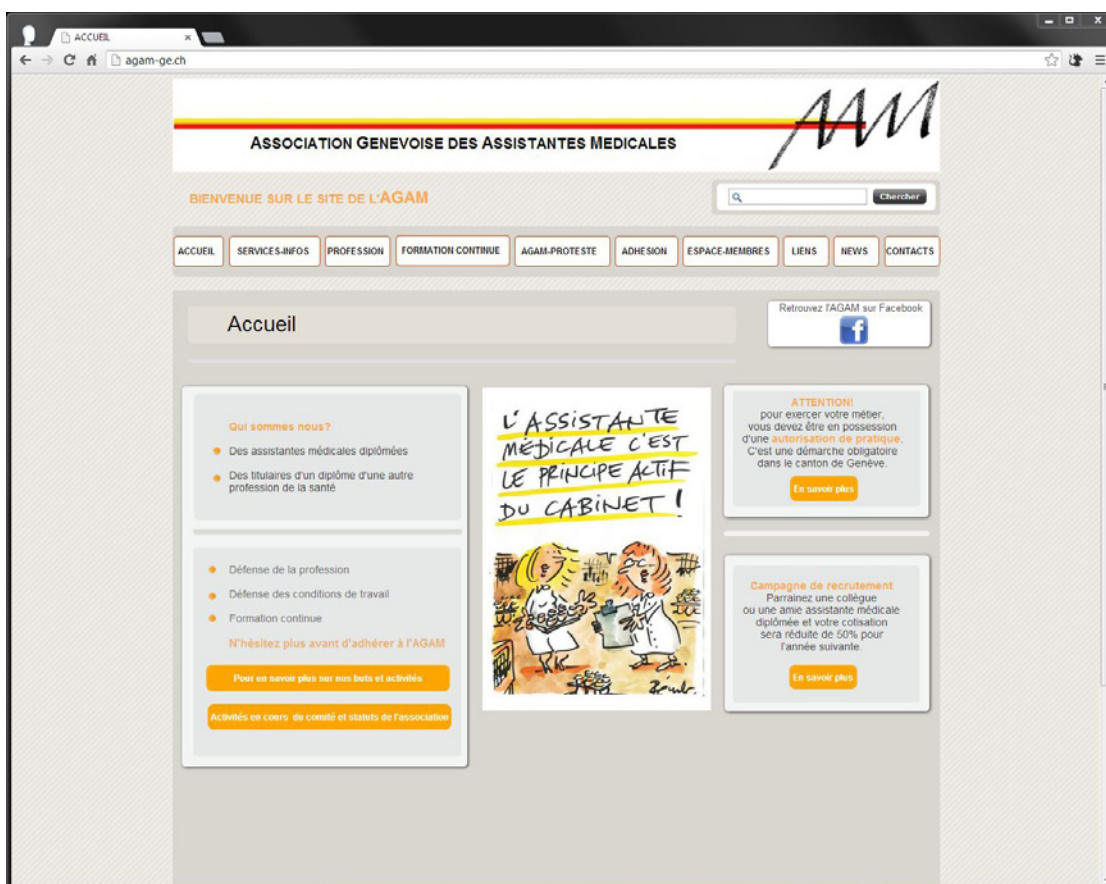 ACCUEIL
agam-ge.ch
AAM
ASSOCIATION GENEVOISE DES ASSISTANTES MEDICALES
BIENVENUE SUR LE SITE DE L'AGAM
Chercher
ACCUEIL SERVICES-INFOS PROFESSION FORMATION CONTINUE AGAM-PROTESTE ADHESION ESPACE-MEMBRES LIENS NEWS CONTACTS
Accueil
Retrouvez l'AGAM sur Facebook
f
Qui sommes nous?
Des assistantes médicales diplômées
Des titulaires d'un diplôme d'une autre
profession de la santé
Défense de la profession
Défense des conditions de travail
Formation continue
N'hésitez plus avant d'adhérer à l'AGAM
Pour en savoir plus sur nos buts et activités
Activités en cours du comité et statuts de l'association
L'ASSISTANTE
MÉDICALE C'EST
LE PRINCIPE ACTIF
DU CABINET !
ATTENTION!
pour exercer votre métier,
vous devez être en possession
d'une autorisation de pratique.
C'est une démarche obligatoire
dans le canton de Genève.
En savoir plus
Campagne de recrutement
Parrainez une collègue
ou une amie assistante médicale
diplômée et votre cotisation
sera réduite de 50% pour
l'année suivante.
En savoir plus